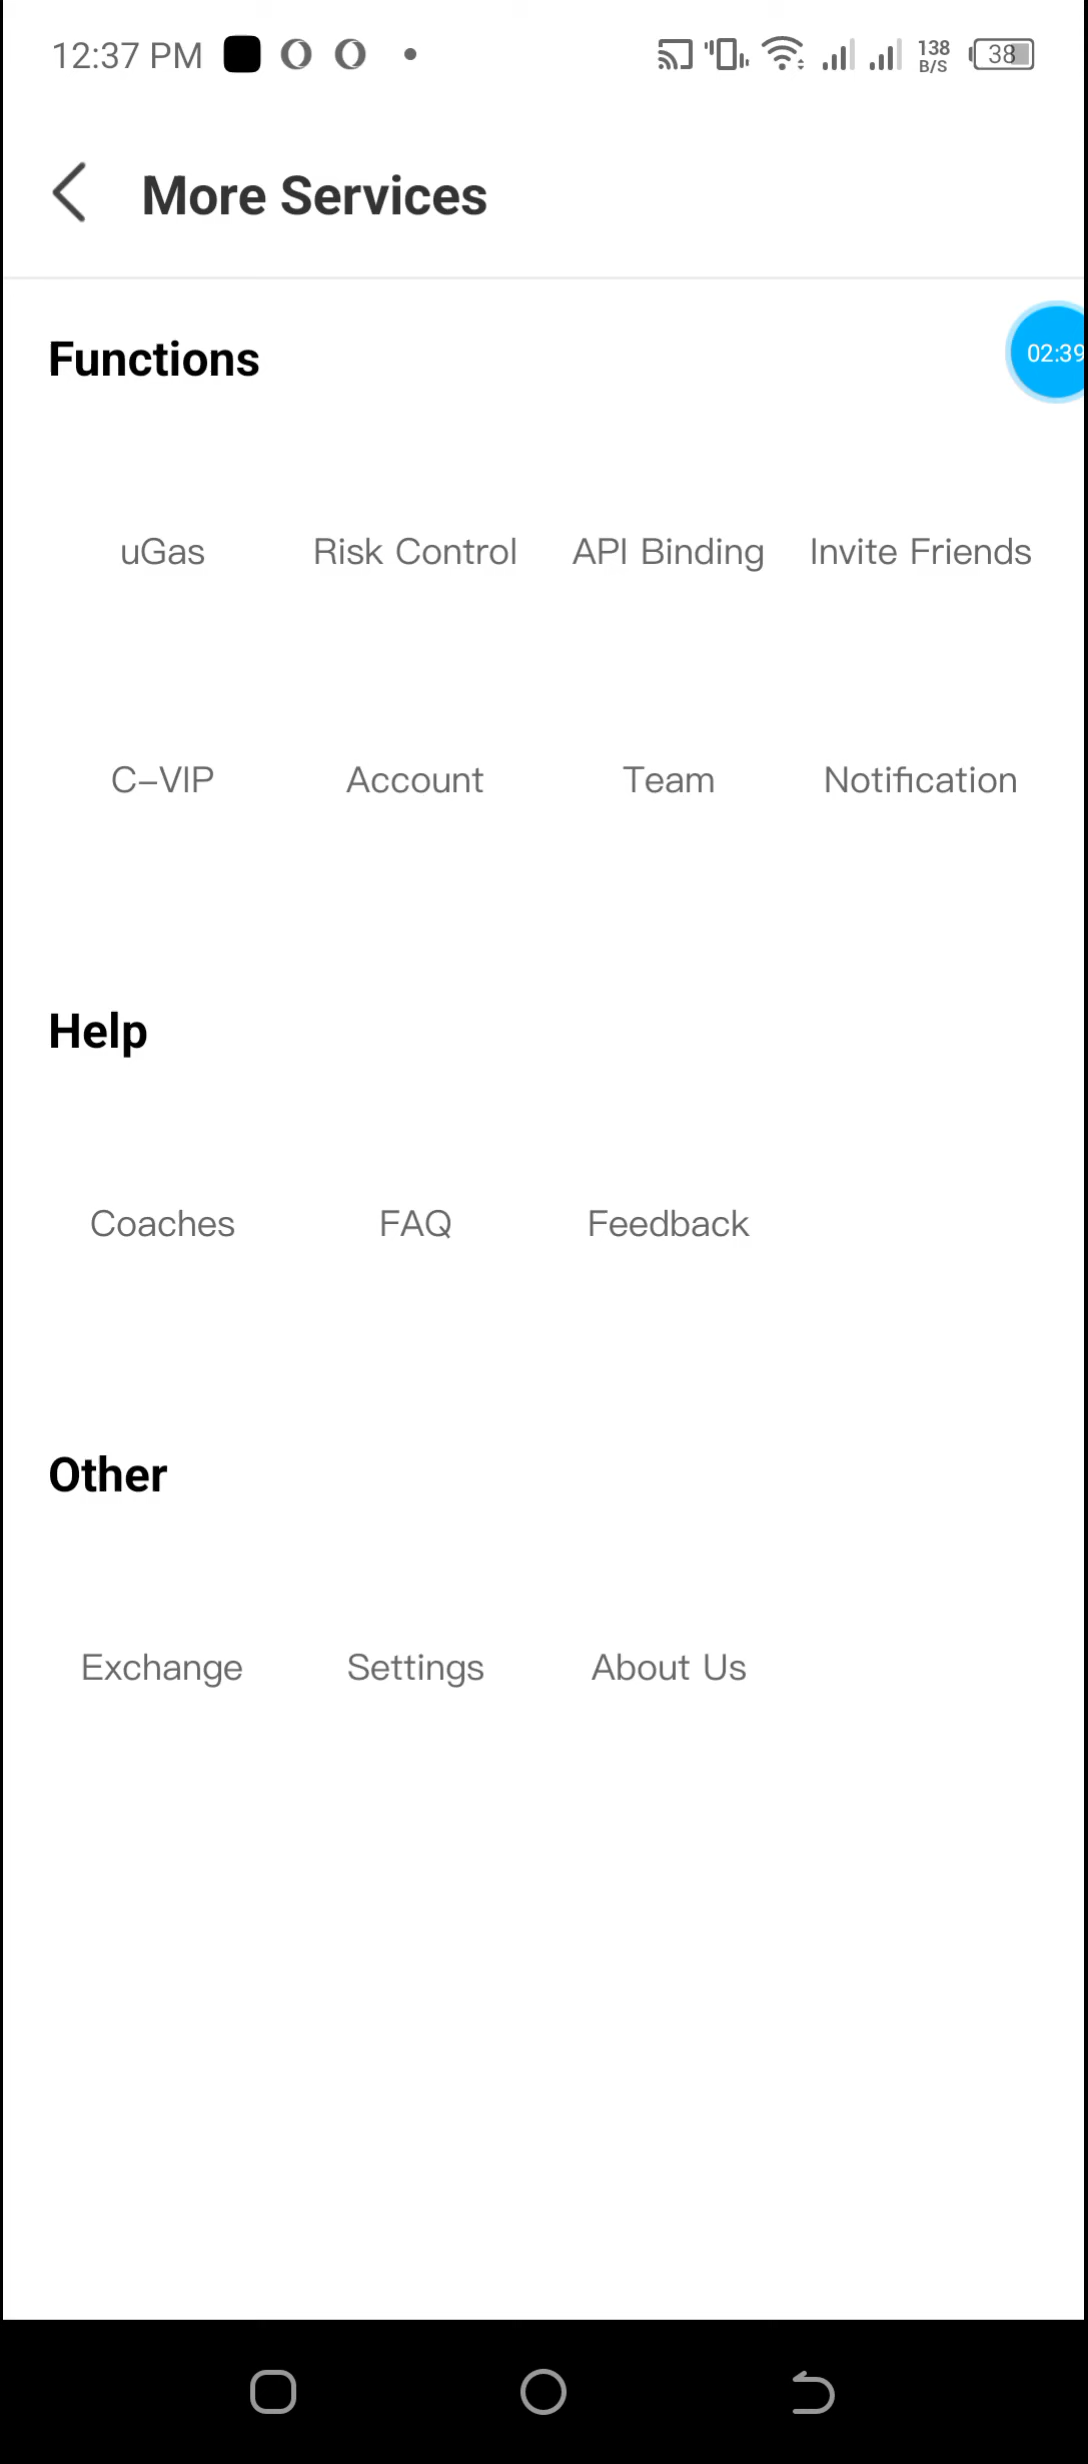 12:37 PM
138
B/S
38
More Services
Functions
02:39
uGas Risk Control API Binding Invite Friends
C–VIP Account Team Notification
Help
Coaches FAQ Feedback
Other
Exchange Settings About Us